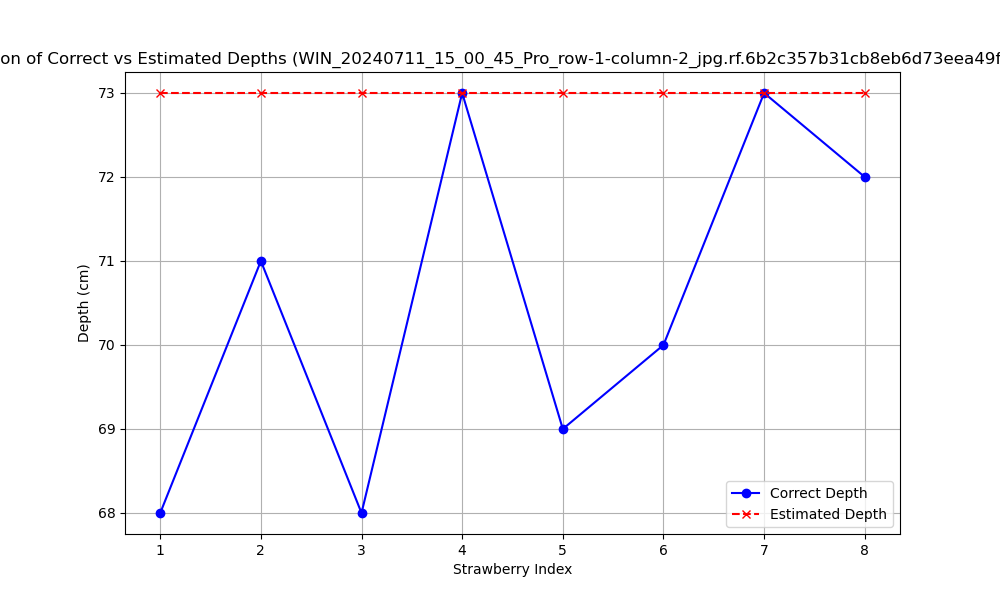 on of Correct vs Estimated Depths (WIN_20240711_15_00_45_Pro_row-1-column-2_jpg.rf.6b2c357b31cb8eb6d73eea49f
73
72
71
70
69
68
Depth (cm)
Correct Depth
Estimated Depth
1 2 3 4 5 6 7 8
Strawberry Index